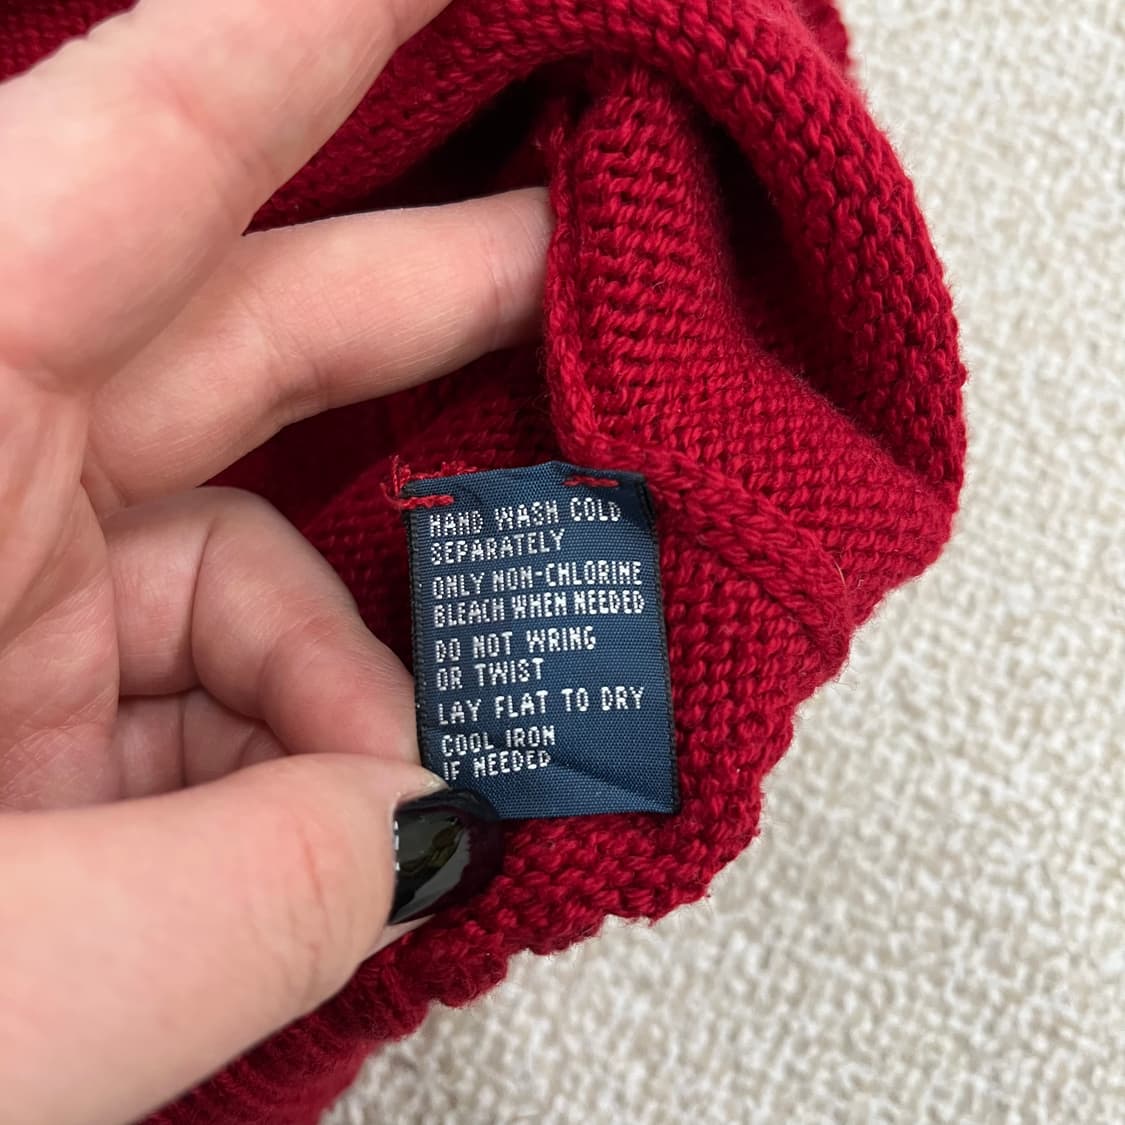 HAND WASH COLD
SEPARATELY
ONLY NON-CHLORINE
BLEACH WHEN NEEDED
DO NOT WRING
OR TWIST
LAY FLAT TO DRY
COOL IRON
IF NEEDED